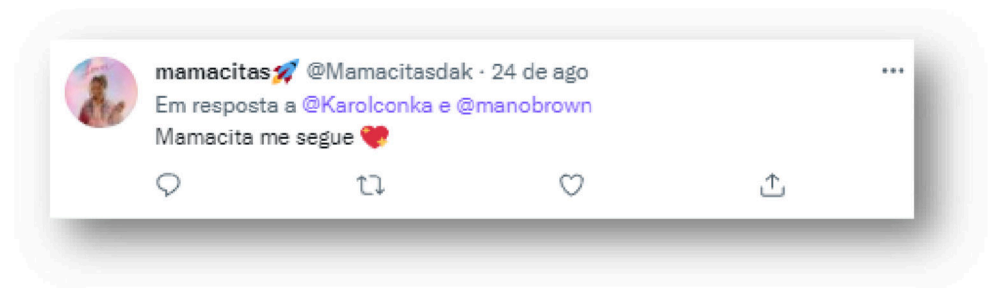 mamacitas🚀 @Mamacitasdak · 24 de ago
Em resposta a @Karolconka e @manobrown
Mamacita me segue 💖